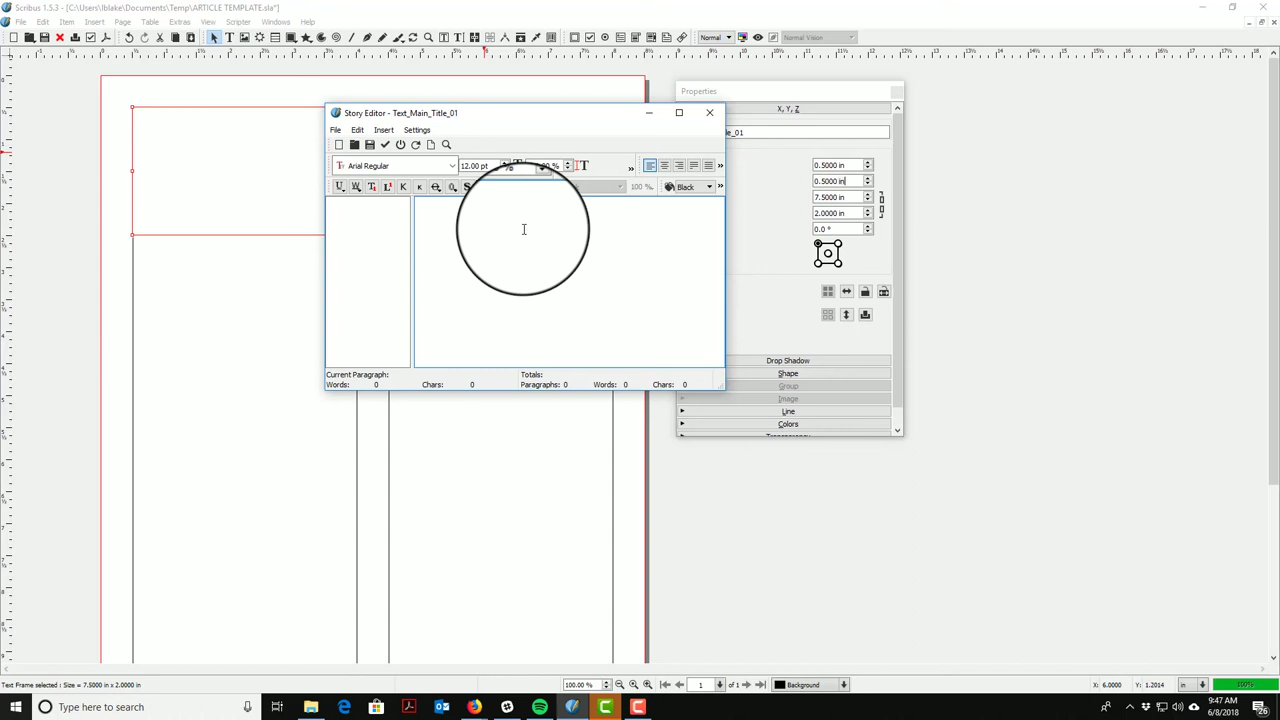 Scribus 1.5.3 - [C:\Users\lblake\Documents\Temp\ARTICLE TEMPLATE.sla*]
File Edit Item Insert Page Table Extras View Scripter Windows Help
Normal
Normal Vision
Properties
X, Y, Z
Story Editor - Text_Main_Title_01
tle_01
File Edit Insert Settings
Arial Regular 12.00 pt
0.5000 in
0.5000 in
100 % Black
7.5000 in
2.0000 in
0.0 °
Drop Shadow
Shape
Group
Image
Line
Colors
Current Paragraph: Totals:
Words: 0 Chars: 0 Paragraphs: 0 Words: 0 Chars: 0
Text Frame selected : Size = 7.5000 in x 2.0000 in
100.00 % 1 of 1 Background X: 6.0000 Y: 1.2014 in 100%
Type here to search
9:47 AM
6/8/2018
26